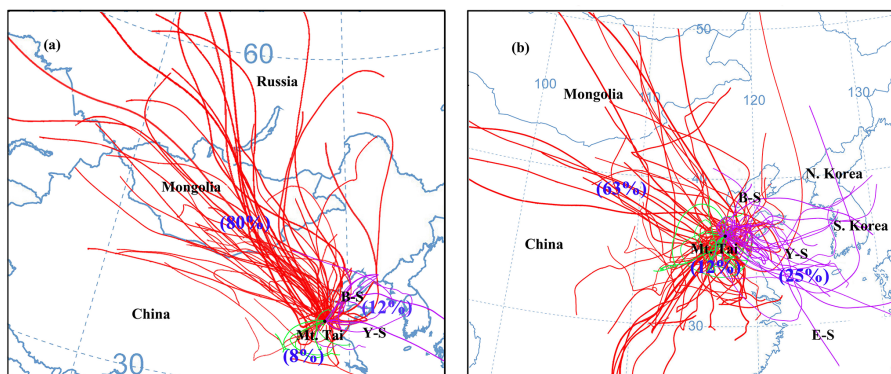 (a)
60
Russia
Mongolia
(80%)
China
B-S
(12%)
Mt. Tai
Y-S
(8%)
30
(b)
50
100
Mongolia
110
120
130
40
N. Korea
(63%)
B-S
S. Korea
China
Mt. Tai
Y-S
(12%)
(25%)
30
E-S